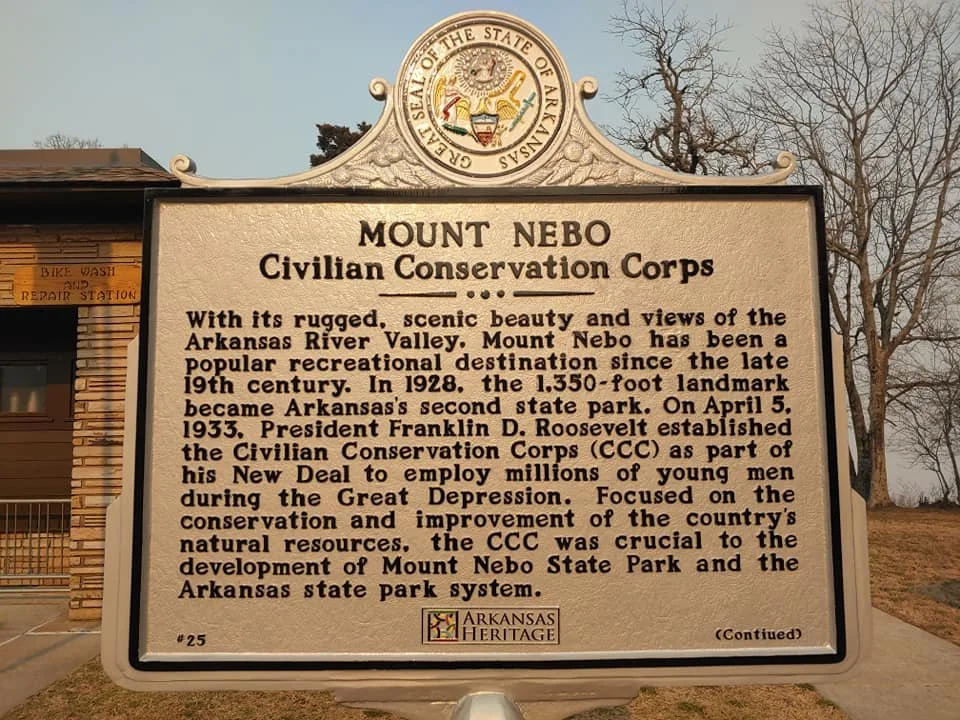 GREAT SEAL OF THE STATE OF ARKANSAS
BIKE WASH
AND
REPAIR STATION
MOUNT NEBO
Civilian Conservation Corps
With its rugged, scenic beauty and views of the
Arkansas River Valley, Mount Nebo has been a
popular recreational destination since the late
19th century. In 1928, the 1,350-foot landmark
became Arkansas's second state park. On April 5,
1933, President Franklin D. Roosevelt established
the Civilian Conservation Corps (CCC) as part of
his New Deal to employ millions of young men
during the Great Depression. Focused on the
conservation and improvement of the country's
natural resources, the CCC was crucial to the
development of Mount Nebo State Park and the
Arkansas state park system.
ARKANSAS
HERITAGE
#25
(Contiued)